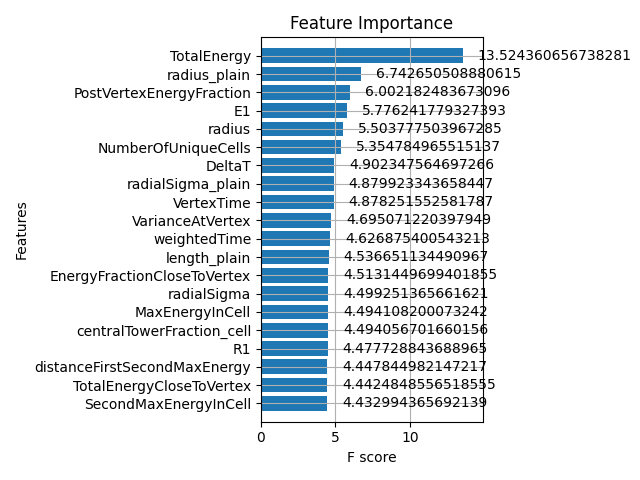 Feature Importance
TotalEnergy 13.524360656738281
radius_plain 6.742650508880615
PostVertexEnergyFraction 6.002182483673096
E1 5.776241779327393
radius 5.503777503967285
NumberOfUniqueCells 5.354784965515137
DeltaT 4.902347564697266
radialSigma_plain 4.879923343658447
VertexTime 4.878251552581787
VarianceAtVertex 4.695071220397949
weightedTime 4.626875400543213
length_plain 4.536651134490967
EnergyFractionCloseToVertex 4.5131449699401855
radialSigma 4.499251365661621
MaxEnergyInCell 4.494108200073242
centralTowerFraction_cell 4.494056701660156
R1 4.477728843688965
distanceFirstSecondMaxEnergy 4.447844982147217
TotalEnergyCloseToVertex 4.4424848556518555
SecondMaxEnergyInCell 4.432994365692139
0 5 10
F score
Features